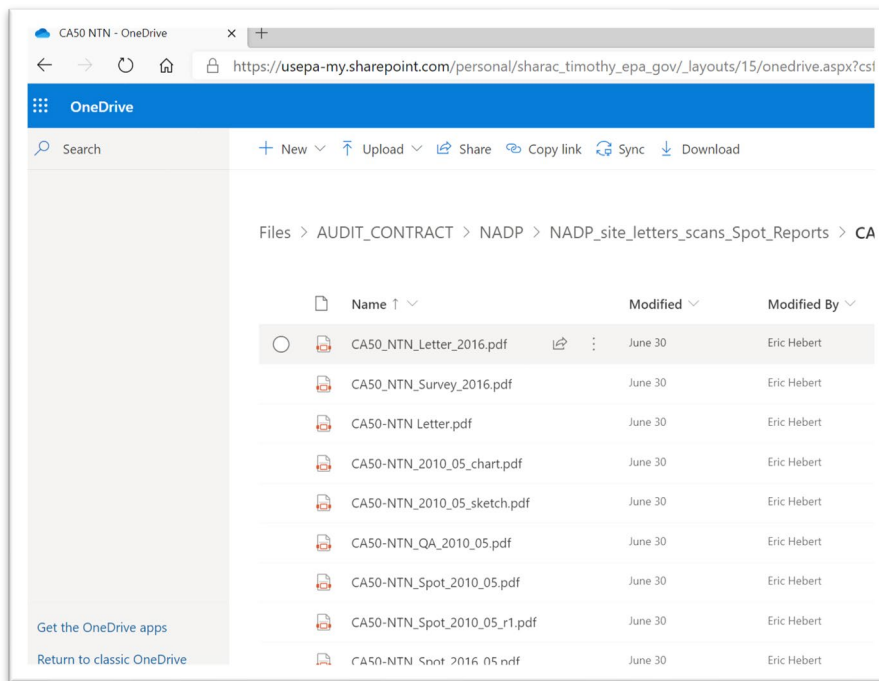 CA50 NTN - OneDrive
https://usepa-my.sharepoint.com/personal/sharac_timothy_epa_gov/_layouts/15/onedrive.aspx?csf
OneDrive
Search
New Upload Share Copy link Sync Download
Files > AUDIT_CONTRACT > NADP > NADP_site_letters_scans_Spot_Reports > CA
Name ↑ Modified Modified By
CA50_NTN_Letter_2016.pdf June 30 Eric Hebert
CA50_NTN_Survey_2016.pdf June 30 Eric Hebert
CA50-NTN Letter.pdf June 30 Eric Hebert
CA50-NTN_2010_05_chart.pdf June 30 Eric Hebert
CA50-NTN_2010_05_sketch.pdf June 30 Eric Hebert
CA50-NTN_QA_2010_05.pdf June 30 Eric Hebert
CA50-NTN_Spot_2010_05.pdf June 30 Eric Hebert
CA50-NTN_Spot_2010_05_r1.pdf June 30 Eric Hebert
CA50-NTN_Spot_2016_05.pdf June 30 Eric Hebert
Get the OneDrive apps
Return to classic OneDrive